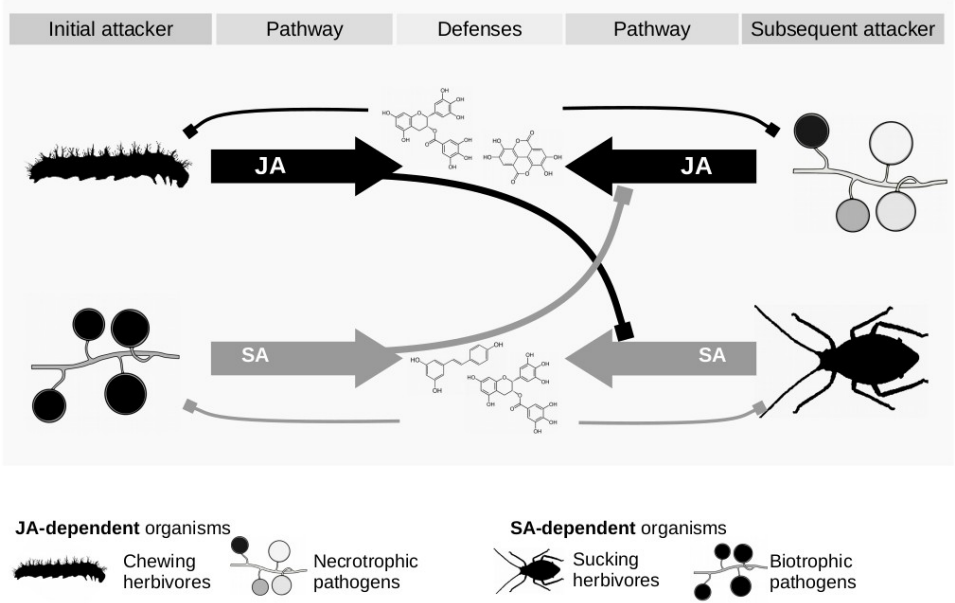 Initial attacker
Pathway
Defenses
Pathway
Subsequent attacker
JA
JA
SA
SA
JA-dependent organisms
Chewing
herbivores
Necrotrophic
pathogens
SA-dependent organisms
Sucking
herbivores
Biotrophic
pathogens